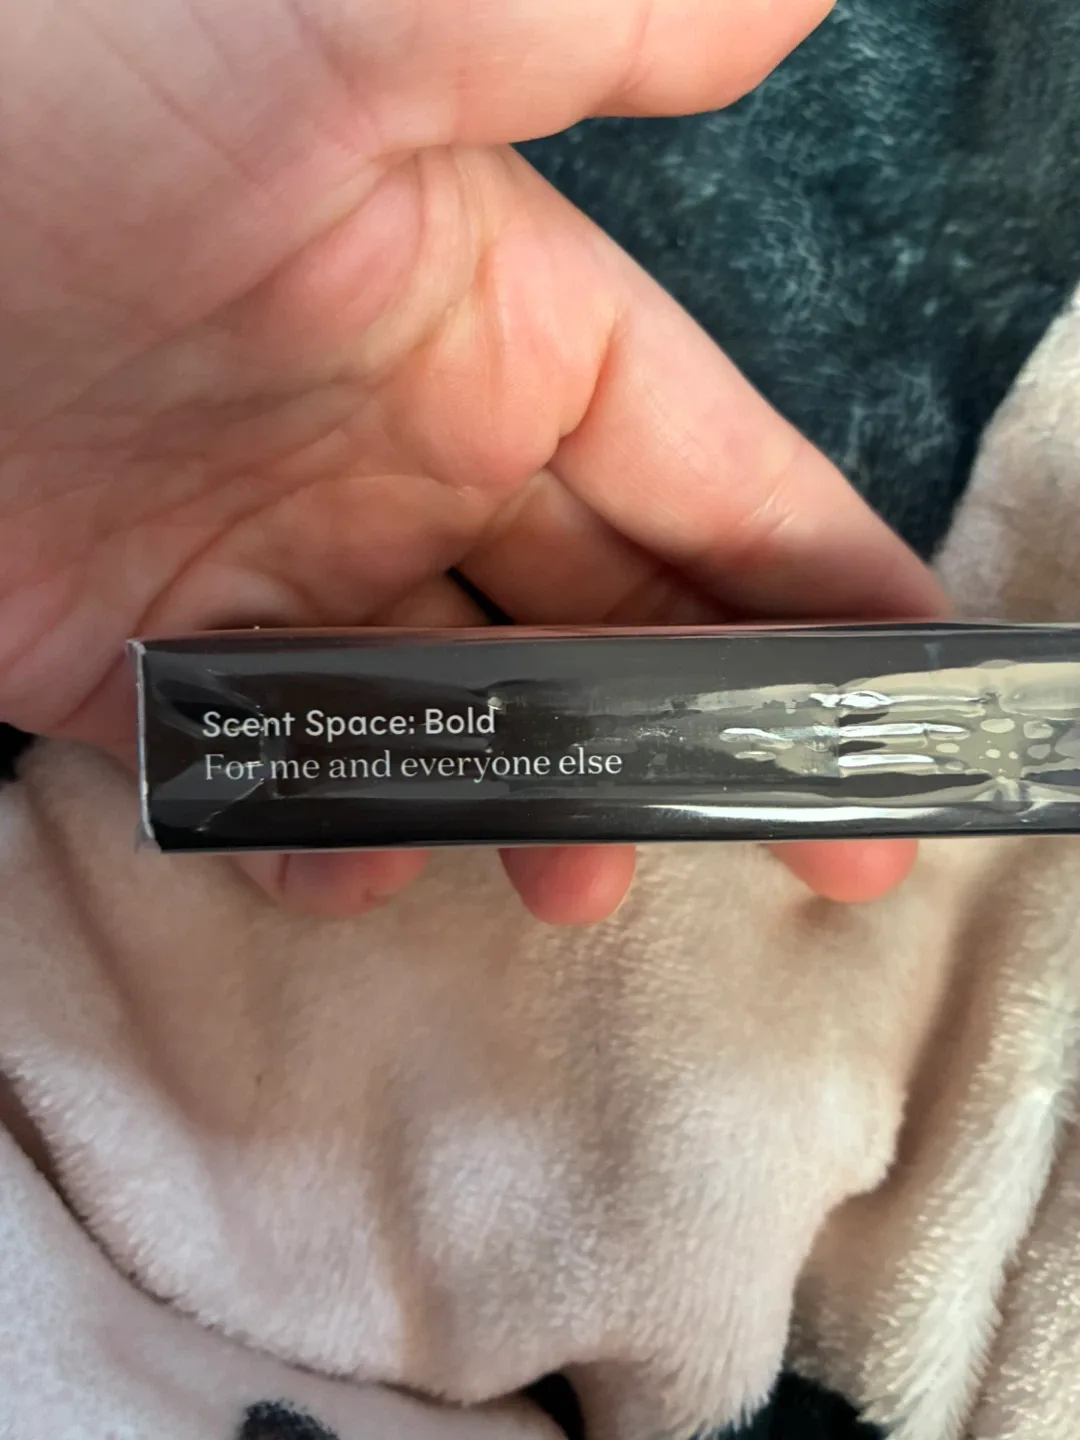 Scent Space: Bold
For me and everyone else